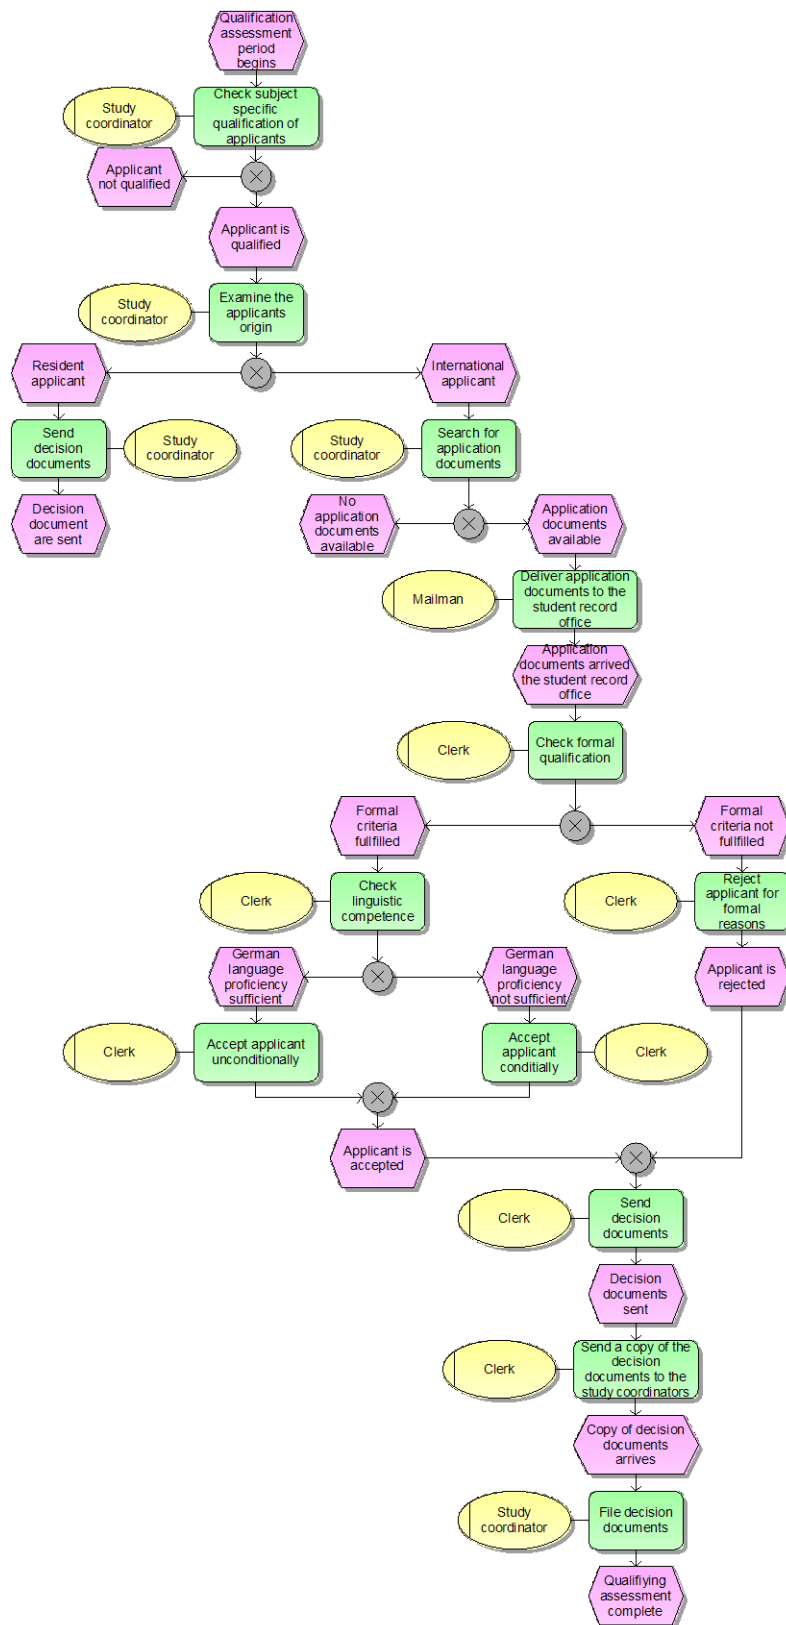 Qualification
assessment
period
begins
Study
coordinator
Check subject
specific
qualification of
applicants
Applicant
not qualified
Applicant is
qualified
Study
coordinator
Examine the
applicants
origin
Resident
applicant
International
applicant
Send
decision
documents
Study
coordinator
Study
coordinator
Search for
application
documents
Decision
document
are sent
No
application
documents
available
Application
documents
available
Mailman
Deliver application
documents to the
student record
office
Application
documents arrived
the student record
office
Clerk
Check formal
qualification
Formal
criteria
fullfilled
Formal
criteria not
fullfilled
Clerk
Check
linguistic
competence
Clerk
Reject
applicant for
formal
reasons
German
language
proficiency
sufficient
German
language
proficiency
not sufficient
Applicant is
rejected
Clerk
Accept applicant
unconditionally
Accept
applicant
conditially
Clerk
Applicant is
accepted
Clerk
Send
decision
documents
Decision
documents
sent
Clerk
Send a copy of the
decision
documents to the
study coordinators
Copy of decision
documents
arrives
Study
coordinator
File decision
documents
Qualifiying
assessment
complete